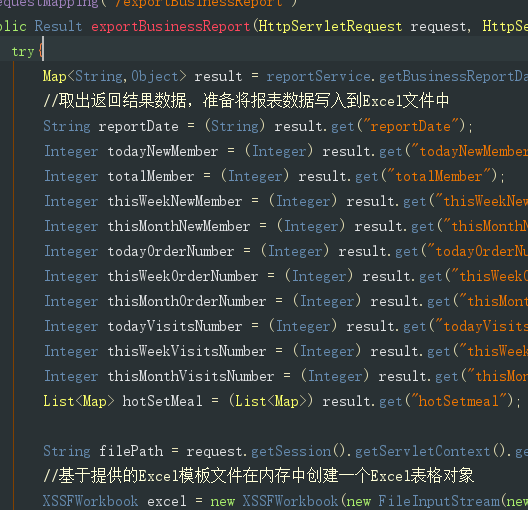 equestMapping("/exportBusinessReport")
blic Result exportBusinessReport(HttpServletRequest request, HttpSe
try{
Map<String,Object> result = reportService.getBusinessReportDa
//取出返回结果数据，准备将报表数据写入到Excel文件中
String reportDate = (String) result.get("reportDate");
Integer todayNewMember = (Integer) result.get("todayNewMember
Integer totalMember = (Integer) result.get("totalMember");
Integer thisWeekNewMember = (Integer) result.get("thisWeekNew
Integer thisMonthNewMember = (Integer) result.get("thisMonthN
Integer todayOrderNumber = (Integer) result.get("todayOrderNu
Integer thisWeekOrderNumber = (Integer) result.get("thisWeekO
Integer thisMonthOrderNumber = (Integer) result.get("thisMont
Integer todayVisitsNumber = (Integer) result.get("todayVisits
Integer thisWeekVisitsNumber = (Integer) result.get("thisWeek
Integer thisMonthVisitsNumber = (Integer) result.get("thisMon
List<Map> hotSetMeal = (List<Map>) result.get("hotSetmeal");
String filePath = request.getSession().getServletContext().ge
//基于提供的Excel模板文件在内存中创建一个Excel表格对象
XSSFWorkbook excel = new XSSFWorkbook(new FileInputStream(new